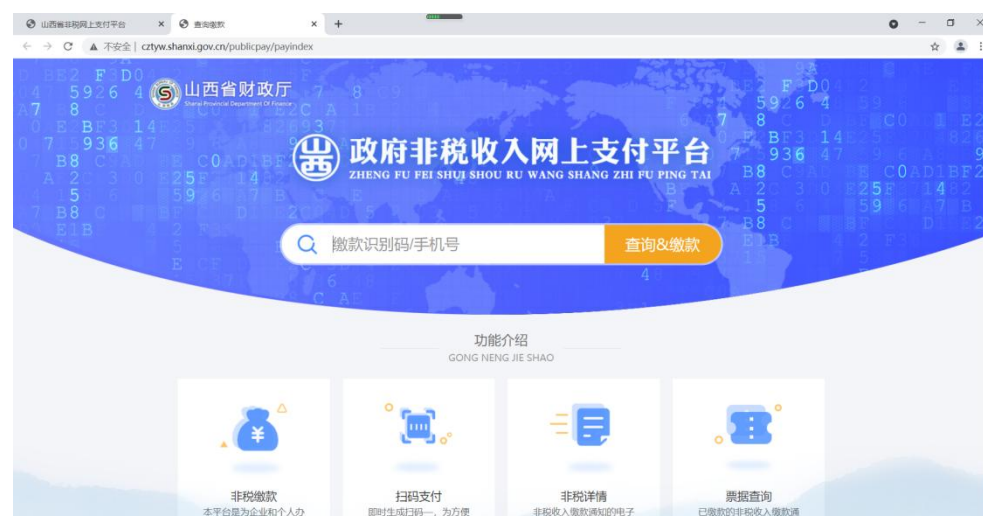 山西省非税网上支付平台
查询缴款
不安全
cztyw.shanxi.gov.cn/publicpay/payindex
山西省财政厅
Shanxi Provincial Department Of Finance
政府非税收入网上支付平台
ZHENG FU FEI SHUI SHOU RU WANG SHANG ZHI FU PING TAI
缴款识别码/手机号
查询&缴款
功能介绍
GONG NENG JIE SHAO
非税缴款
扫码支付
非税详情
票据查询
本平台是为企业和个人办
即时生成扫码一，为方便
非税收入缴款通知的电子
已缴款的非税收入缴款通